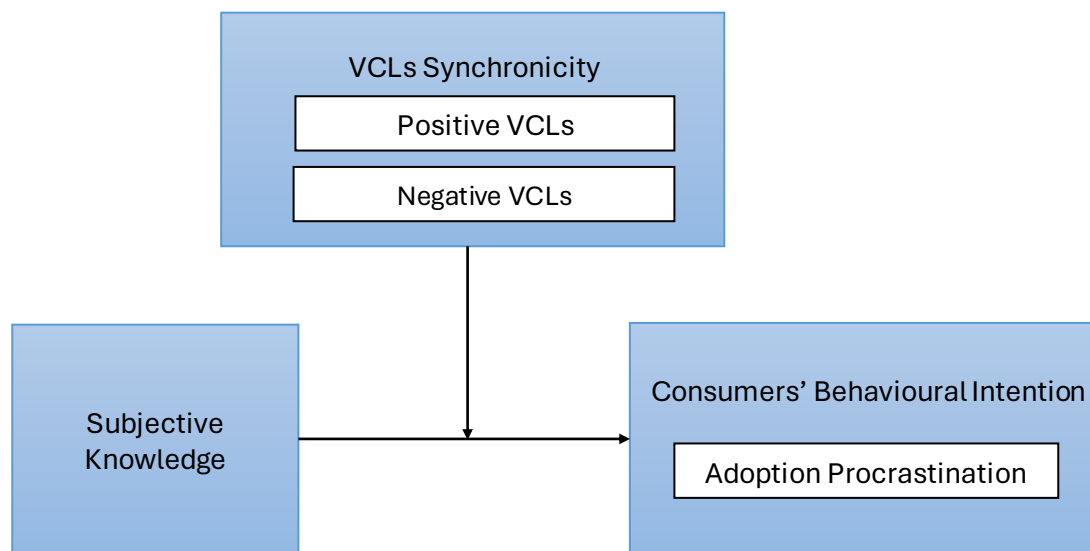 VCLs Synchronicity
Positive VCLs
Negative VCLs
Subjective
Knowledge
Consumers’ Behavioural Intention
Adoption Procrastination